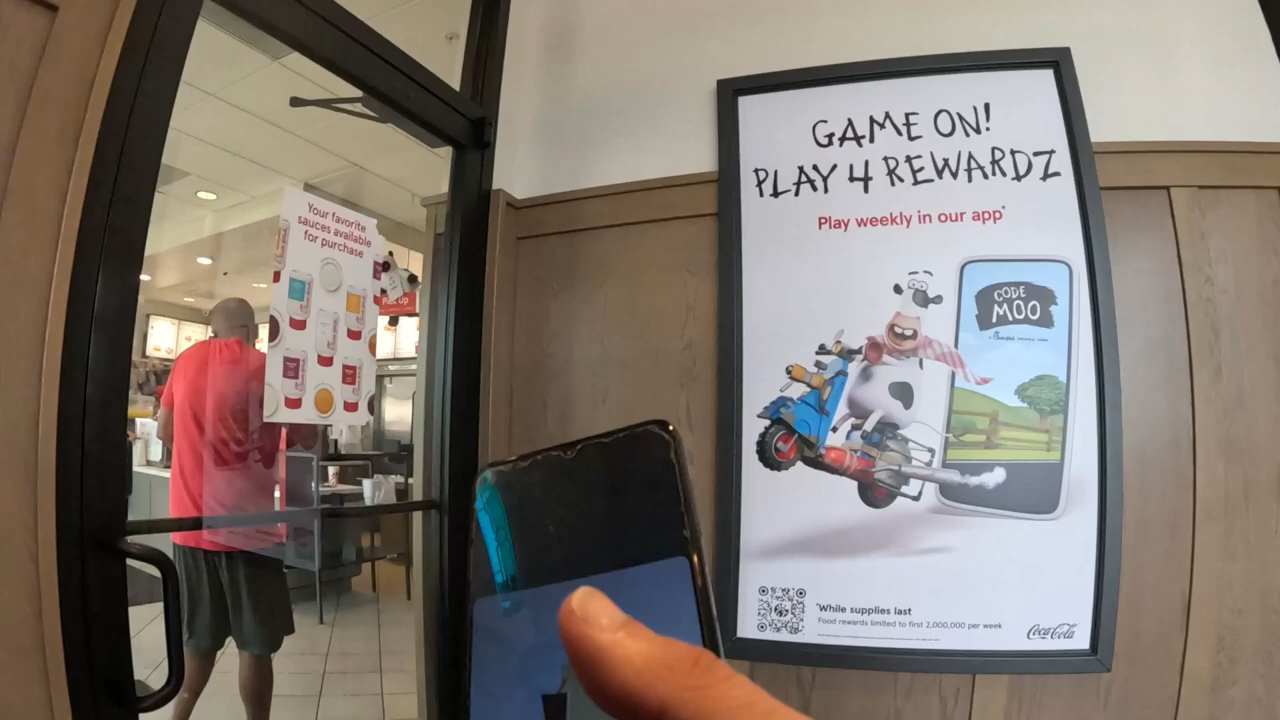 Your favorite
sauces available
for purchase
Pick Up
GAME ON!
PLAY 4 REWARDZ
Play weekly in our app*
CODE
MOO
*While supplies last
Food rewards limited to first 2,000,000 per week
Coca-Cola